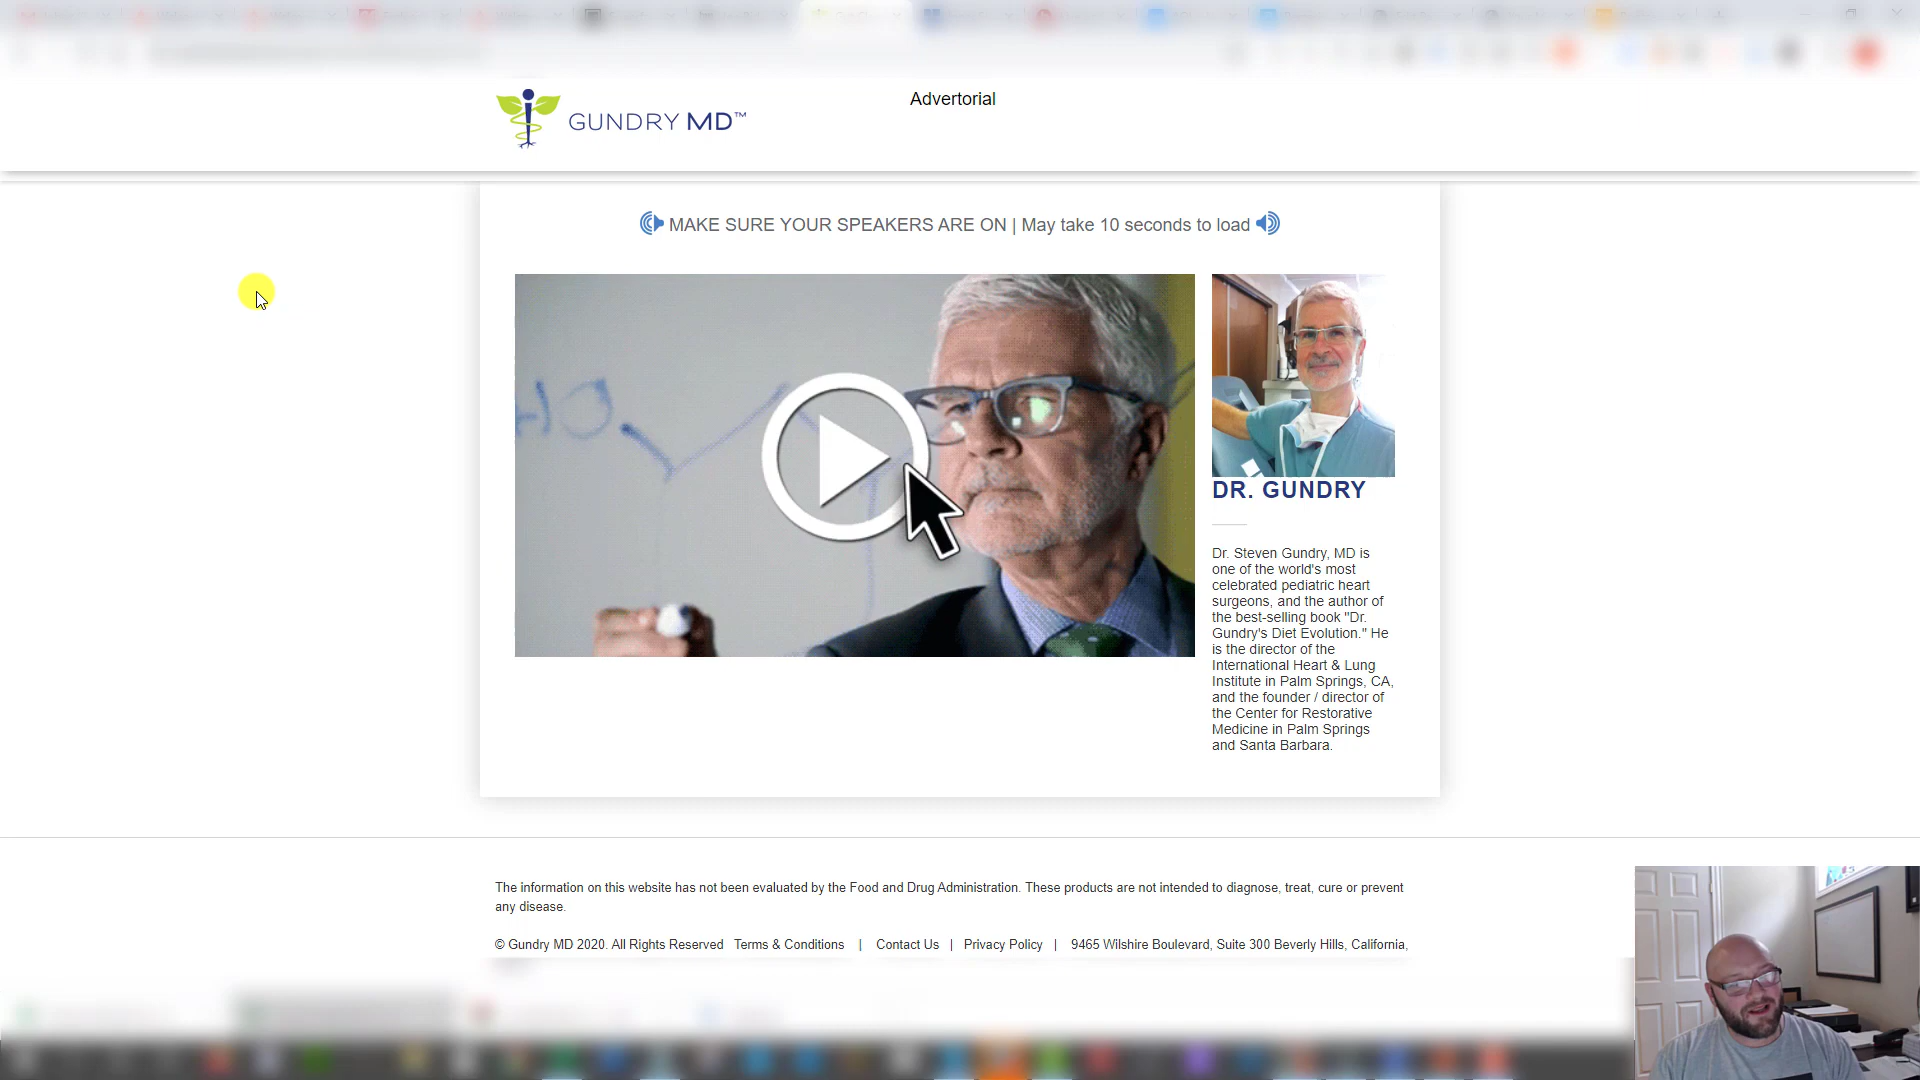 GUNDRY MD™
Advertorial
MAKE SURE YOUR SPEAKERS ARE ON | May take 10 seconds to load
HO
DR. GUNDRY
Dr. Steven Gundry, MD is
one of the world's most
celebrated pediatric heart
surgeons, and the author of
the best-selling book "Dr.
Gundry's Diet Evolution." He
is the director of the
International Heart & Lung
Institute in Palm Springs, CA,
and the founder / director of
the Center for Restorative
Medicine in Palm Springs
and Santa Barbara.
The information on this website has not been evaluated by the Food and Drug Administration. These products are not intended to diagnose, treat, cure or prevent
any disease.
© Gundry MD 2020. All Rights Reserved Terms & Conditions | Contact Us | Privacy Policy | 9465 Wilshire Boulevard, Suite 300 Beverly Hills, California,